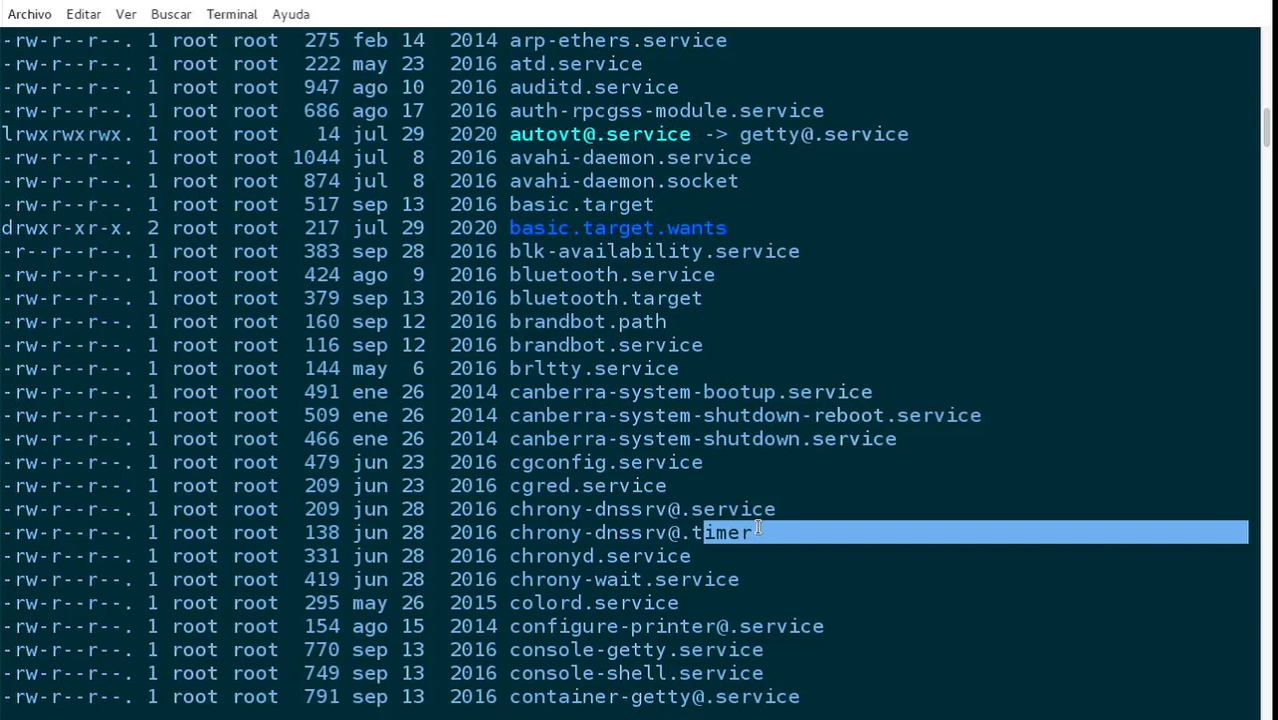 Archivo Editar Ver Buscar Terminal Ayuda
-rw-r--r--. 1 root root 275 feb 14 2014 arp-ethers.service
-rw-r--r--. 1 root root 222 may 23 2016 atd.service
-rw-r--r--. 1 root root 947 ago 10 2016 auditd.service
-rw-r--r--. 1 root root 686 ago 17 2016 auth-rpcgss-module.service
lrwxrwxrwx. 1 root root 14 jul 29 2020 autovt@.service -> getty@.service
-rw-r--r--. 1 root root 1044 jul 8 2016 avahi-daemon.service
-rw-r--r--. 1 root root 874 jul 8 2016 avahi-daemon.socket
-rw-r--r--. 1 root root 517 sep 13 2016 basic.target
drwxr-xr-x. 2 root root 217 jul 29 2020 basic.target.wants
-r--r--r--. 1 root root 383 sep 28 2016 blk-availability.service
-rw-r--r--. 1 root root 424 ago 9 2016 bluetooth.service
-rw-r--r--. 1 root root 379 sep 13 2016 bluetooth.target
-rw-r--r--. 1 root root 160 sep 12 2016 brandbot.path
-rw-r--r--. 1 root root 116 sep 12 2016 brandbot.service
-rw-r--r--. 1 root root 144 may 6 2016 brltty.service
-rw-r--r--. 1 root root 491 ene 26 2014 canberra-system-bootup.service
-rw-r--r--. 1 root root 509 ene 26 2014 canberra-system-shutdown-reboot.service
-rw-r--r--. 1 root root 466 ene 26 2014 canberra-system-shutdown.service
-rw-r--r--. 1 root root 479 jun 23 2016 cgconfig.service
-rw-r--r--. 1 root root 209 jun 23 2016 cgred.service
-rw-r--r--. 1 root root 209 jun 28 2016 chrony-dnssrv@.service
-rw-r--r--. 1 root root 138 jun 28 2016 chrony-dnssrv@.timer
-rw-r--r--. 1 root root 331 jun 28 2016 chronyd.service
-rw-r--r--. 1 root root 419 jun 28 2016 chrony-wait.service
-rw-r--r--. 1 root root 295 may 26 2015 colord.service
-rw-r--r--. 1 root root 154 ago 15 2014 configure-printer@.service
-rw-r--r--. 1 root root 770 sep 13 2016 console-getty.service
-rw-r--r--. 1 root root 749 sep 13 2016 console-shell.service
-rw-r--r--. 1 root root 791 sep 13 2016 container-getty@.service